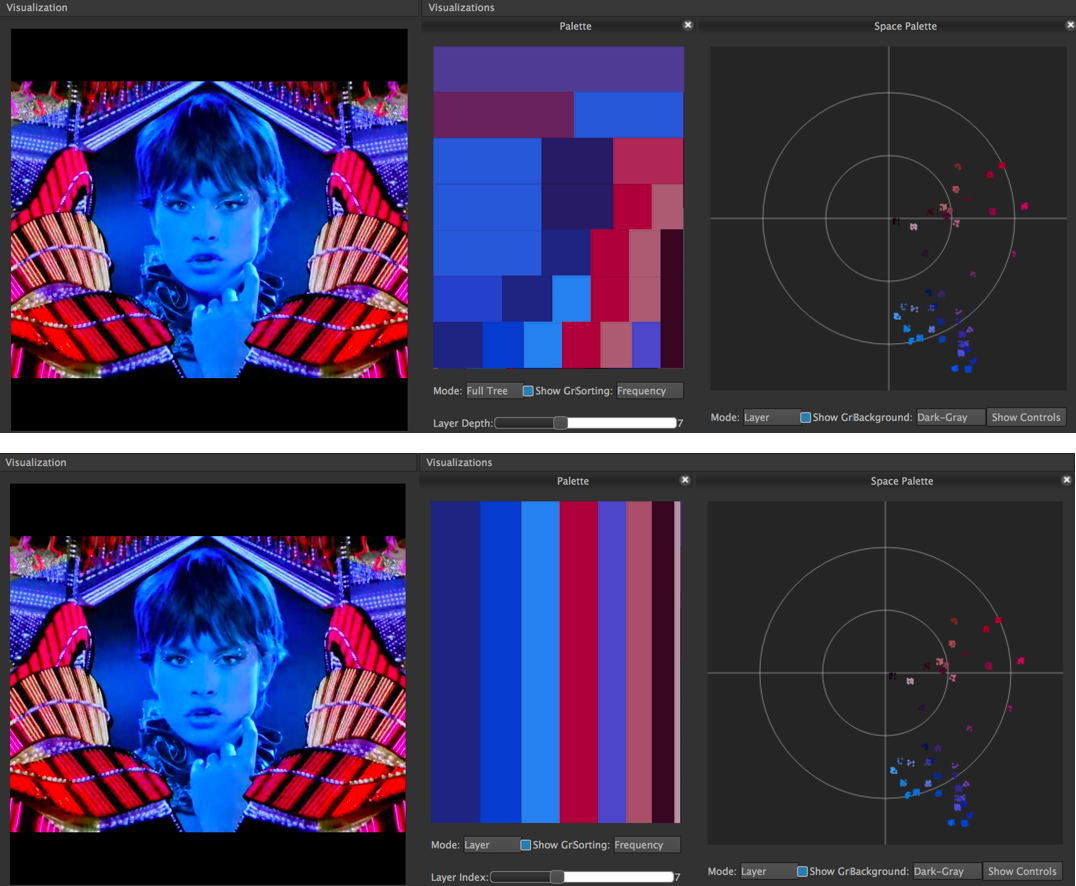 Visualization
Visualizations
Palette
Space Palette
Mode: Full Tree Show GrSorting: Frequency
Layer Depth: 7
Mode: Layer Show GrBackground: Dark-Gray Show Controls
Visualization
Visualizations
Palette
Space Palette
Mode: Layer Show GrSorting: Frequency
Layer Index: 7
Mode: Layer Show GrBackground: Dark-Gray Show Controls